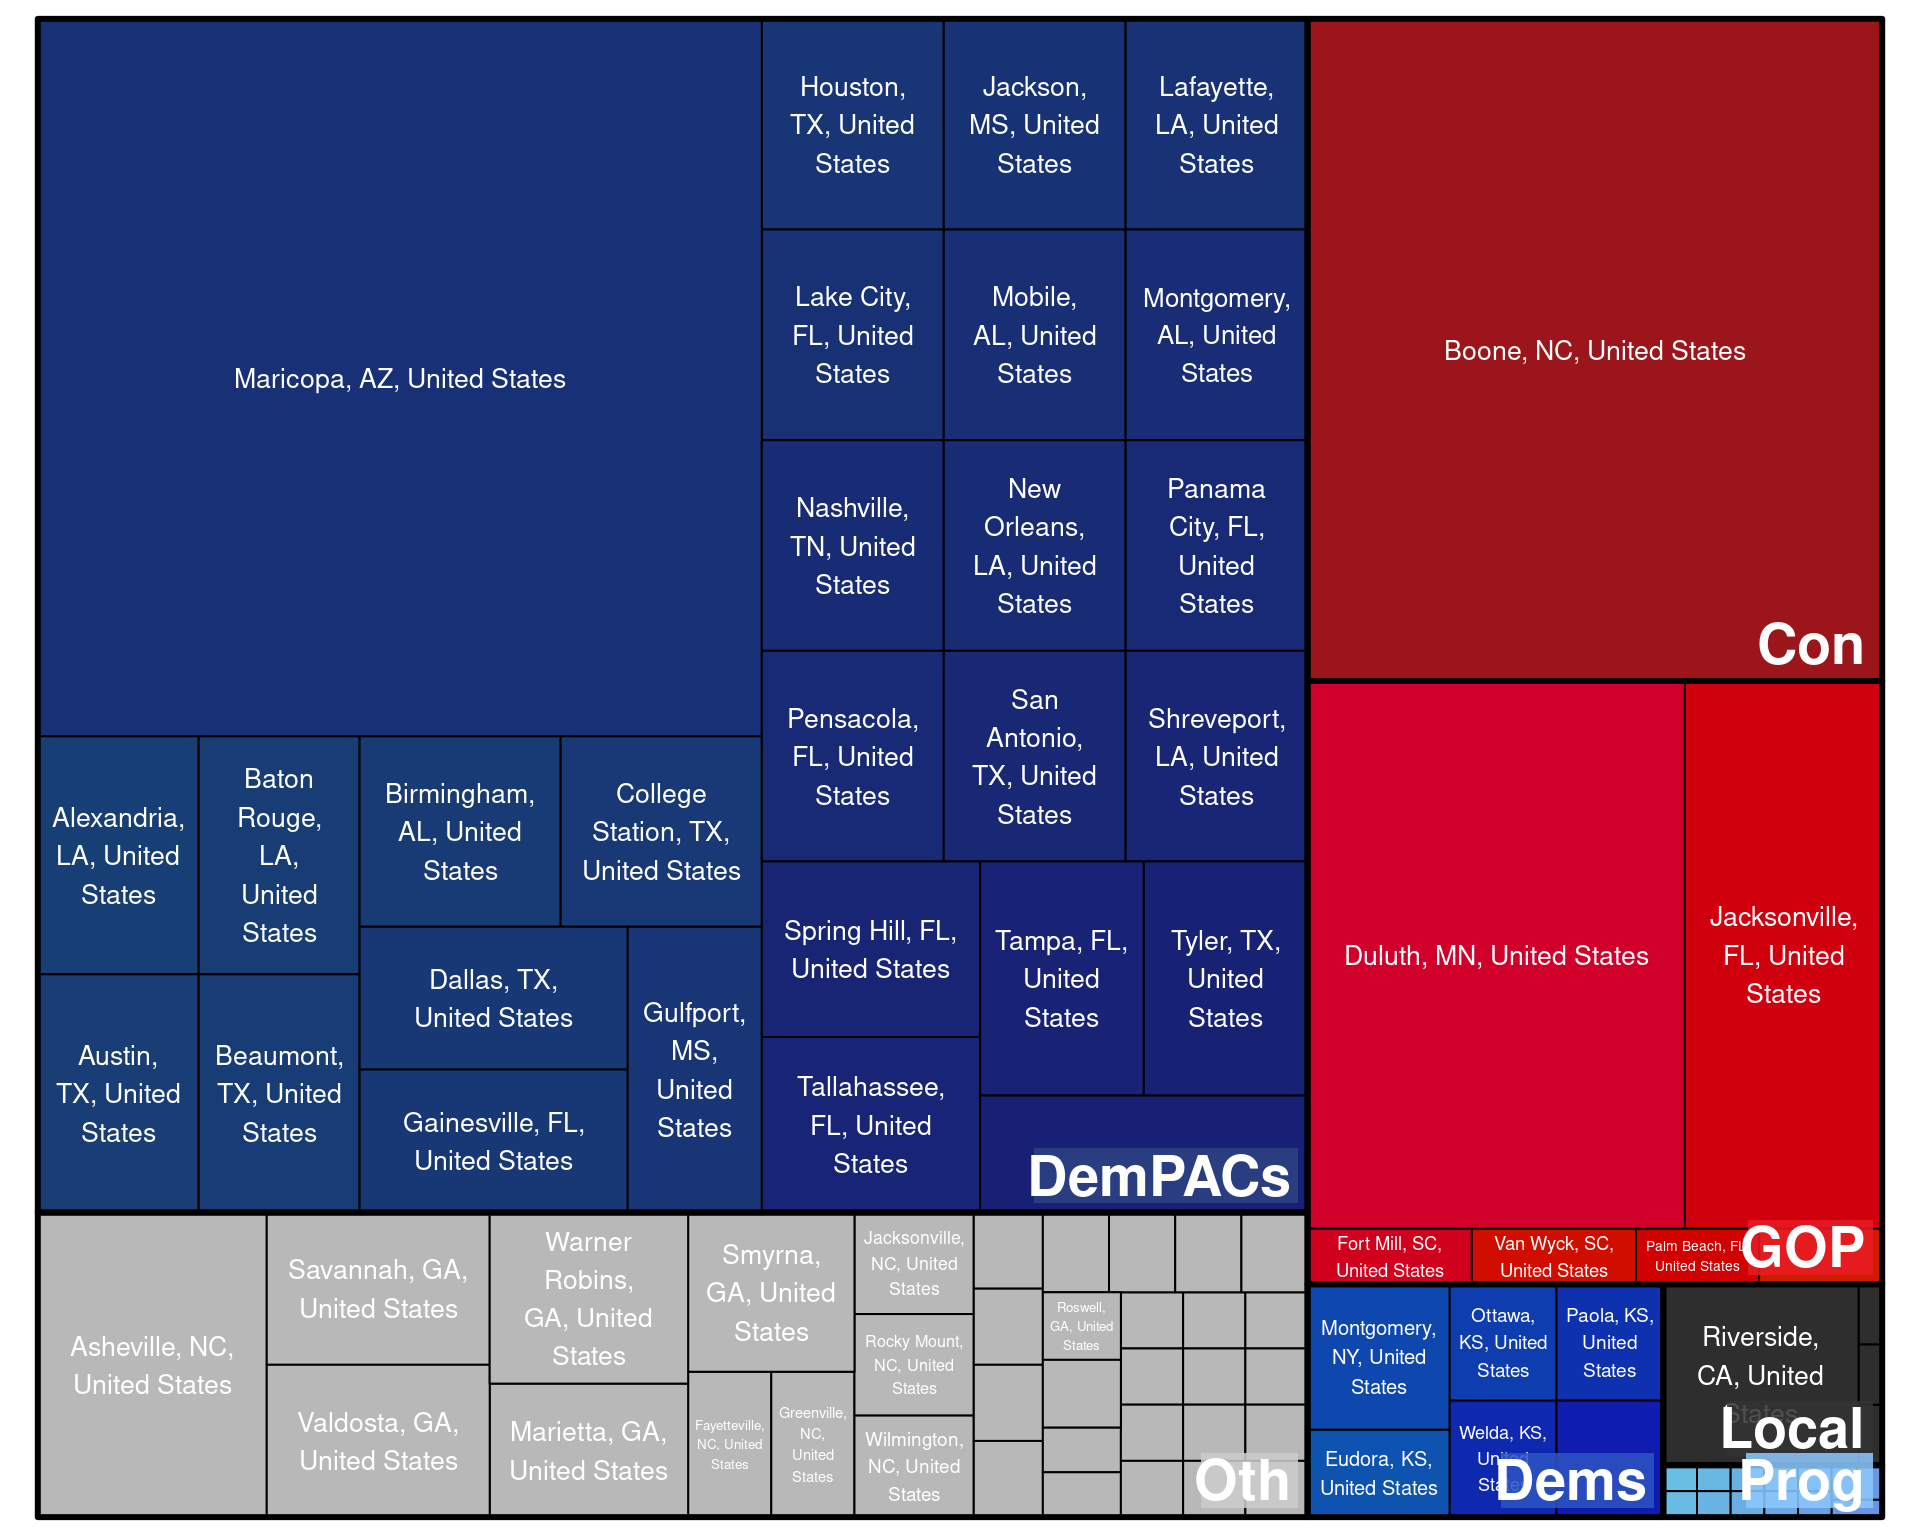 Maricopa, AZ, United States
Houston,
TX, United
States
Jackson,
MS, United
States
Lafayette,
LA, United
States
Lake City,
FL, United
States
Mobile,
AL, United
States
Montgomery,
AL, United
States
Nashville,
TN, United
States
New
Orleans,
LA, United
States
Panama
City, FL,
United
States
Pensacola,
FL, United
States
San
Antonio,
TX, United
States
Shreveport,
LA, United
States
Alexandria,
LA, United
States
Baton
Rouge,
LA,
United
States
Birmingham,
AL, United
States
College
Station, TX,
United States
Austin,
TX, United
States
Beaumont,
TX, United
States
Dallas, TX,
United States
Gainesville, FL,
United States
Gulfport,
MS,
United
States
Spring Hill, FL,
United States
Tallahassee,
FL, United
States
Tampa, FL,
United
States
Tyler, TX,
United
States
DemPACs
Boone, NC, United States
Con
Duluth, MN, United States
Jacksonville,
FL, United
States
Fort Mill, SC,
United States
Van Wyck, SC,
United States
Palm Beach, FL
United States
GOP
Asheville, NC,
United States
Savannah, GA,
United States
Valdosta, GA,
United States
Warner
Robins,
GA, United
States
Marietta, GA,
United States
Smyrna,
GA, United
States
Fayetteville,
NC, United
States
Greenville,
NC,
United
States
Jacksonville,
NC, United
States
Rocky Mount,
NC, United
States
Wilmington,
NC, United
States
Roswell,
GA, United
States
Oth
Montgomery,
NY, United
States
Eudora, KS,
United States
Ottawa,
KS, United
States
Paola, KS,
United
States
Welda, KS,
United
States
Dems
Riverside,
CA, United
States
Local
Prog